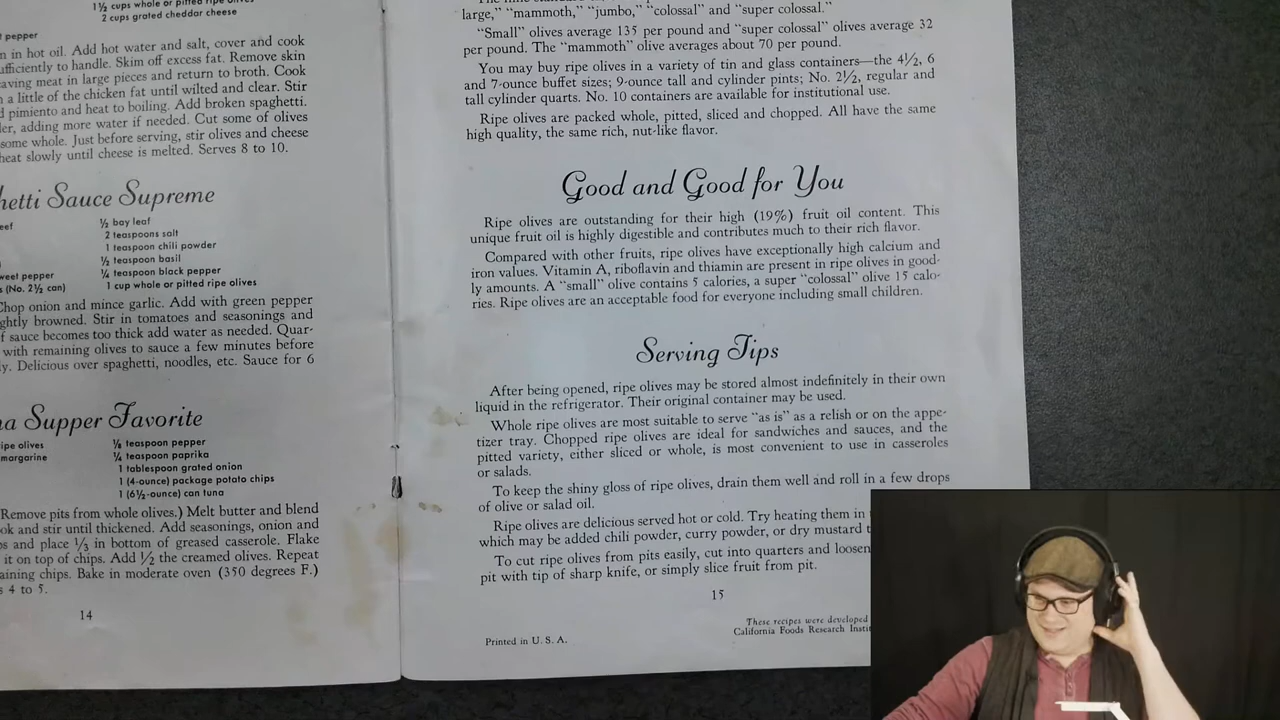 1½ cups whole or pitted ripe
2 cups grated cheddar cheese
pepper
n in hot oil. Add hot water and salt, cover and cook
ufficiently to handle. Skim off excess fat. Remove skin
eaving meat in large pieces and return to broth. Cook
n a little of the chicken fat until wilted and clear. Stir
d pimiento and heat to boiling. Add broken spaghetti.
ler, adding more water if needed. Cut some of olives
some whole. Just before serving, stir olives and cheese
heat slowly until cheese is melted. Serves 8 to 10.
hetti Sauce Supreme
eef
½ bay leaf
2 teaspoons salt
1 teaspoon chili powder
½ teaspoon basil
weet pepper
¼ teaspoon black pepper
s (No. 2½ can)
1 cup whole or pitted ripe olives
Chop onion and mince garlic. Add with green pepper
ghtly browned. Stir in tomatoes and seasonings and
f sauce becomes too thick add water as needed. Quar-
with remaining olives to sauce a few minutes before
y. Delicious over spaghetti, noodles, etc. Sauce for 6
na Supper Favorite
ripe olives
⅛ teaspoon pepper
margarine
¼ teaspoon paprika
1 tablespoon grated onion
1 (4-ounce) package potato chips
1 (6½-ounce) can tuna
Remove pits from whole olives.) Melt butter and blend
ok and stir until thickened. Add seasonings, onion and
s and place ⅓ in bottom of greased casserole. Flake
it on top of chips. Add ½ the creamed olives. Repeat
aining chips. Bake in moderate oven (350 degrees F.)
s 4 to 5.
14
large,” “mammoth,” “jumbo,” “colossal” and “super colossal.”
“Small” olives average 135 per pound and “super colossal” olives average 32
per pound. The “mammoth” olive averages about 70 per pound.
You may buy ripe olives in a variety of tin and glass containers—the 4½, 6
and 7-ounce buffet sizes; 9-ounce tall and cylinder pints; No. 2½, regular and
tall cylinder quarts. No. 10 containers are available for institutional use.
Ripe olives are packed whole, pitted, sliced and chopped. All have the same
high quality, the same rich, nut-like flavor.
Good and Good for You
Ripe olives are outstanding for their high (19%) fruit oil content. This
unique fruit oil is highly digestible and contributes much to their rich flavor.
Compared with other fruits, ripe olives have exceptionally high calcium and
iron values. Vitamin A, riboflavin and thiamin are present in ripe olives in good-
ly amounts. A “small” olive contains 5 calories, a super “colossal” olive 15 calo-
ries. Ripe olives are an acceptable food for everyone including small children.
Serving Tips
After being opened, ripe olives may be stored almost indefinitely in their own
liquid in the refrigerator. Their original container may be used.
Whole ripe olives are most suitable to serve “as is” as a relish or on the appe-
tizer tray. Chopped ripe olives are ideal for sandwiches and sauces, and the
pitted variety, either sliced or whole, is most convenient to use in casseroles
or salads.
To keep the shiny gloss of ripe olives, drain them well and roll in a few drops
of olive or salad oil.
Ripe olives are delicious served hot or cold. Try heating them in
which may be added chili powder, curry powder, or dry mustard
To cut ripe olives from pits easily, cut into quarters and loosen
pit with tip of sharp knife, or simply slice fruit from pit.
15
These recipes were developed
California Foods Research Insti
Printed in U. S. A.